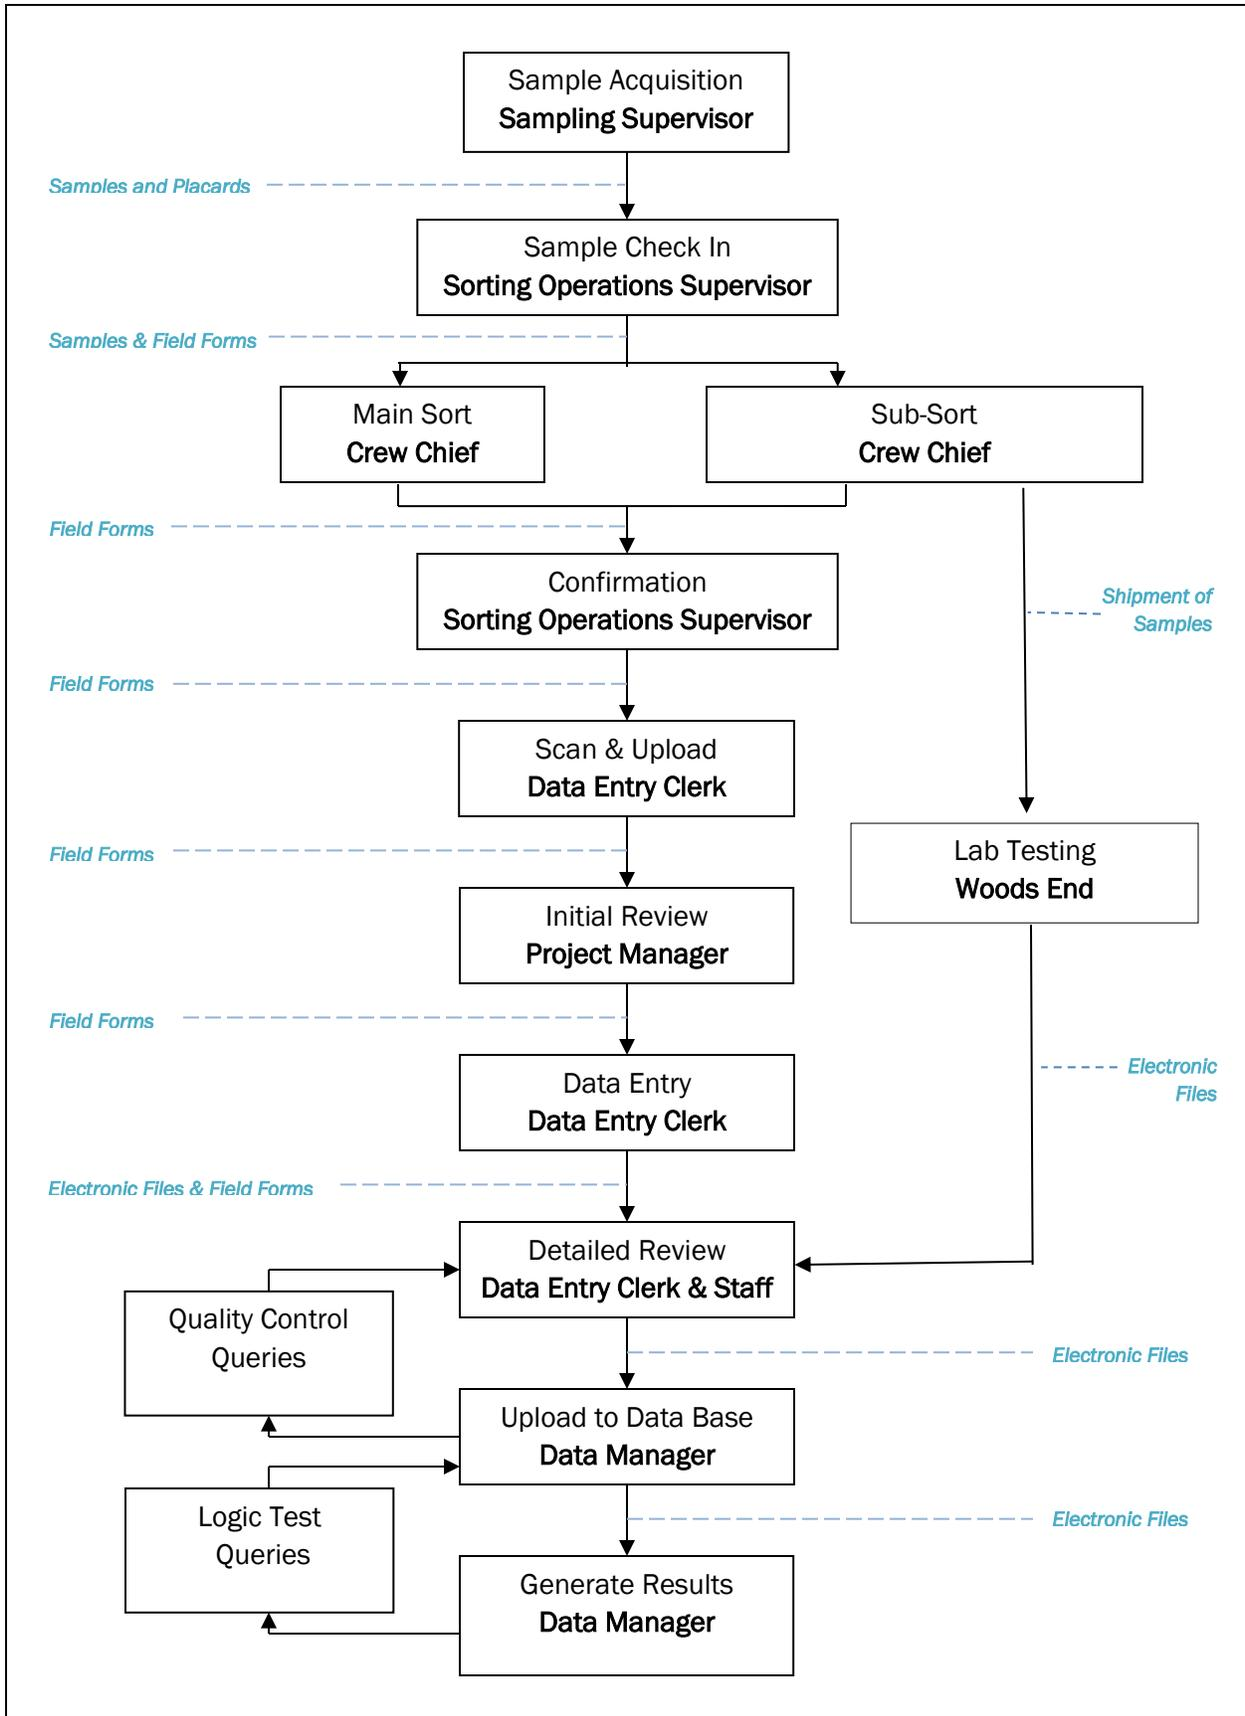 Sample Acquisition
Sampling Supervisor
Samples and Placards
Sample Check In
Sorting Operations Supervisor
Samples & Field Forms
Main Sort
Crew Chief
Sub-Sort
Crew Chief
Field Forms
Confirmation
Sorting Operations Supervisor
Shipment of
Samples
Field Forms
Scan & Upload
Data Entry Clerk
Field Forms
Lab Testing
Woods End
Initial Review
Project Manager
Field Forms
Data Entry
Data Entry Clerk
Electronic
Files
Electronic Files & Field Forms
Detailed Review
Data Entry Clerk & Staff
Quality Control
Queries
Electronic Files
Upload to Data Base
Data Manager
Logic Test
Queries
Electronic Files
Generate Results
Data Manager